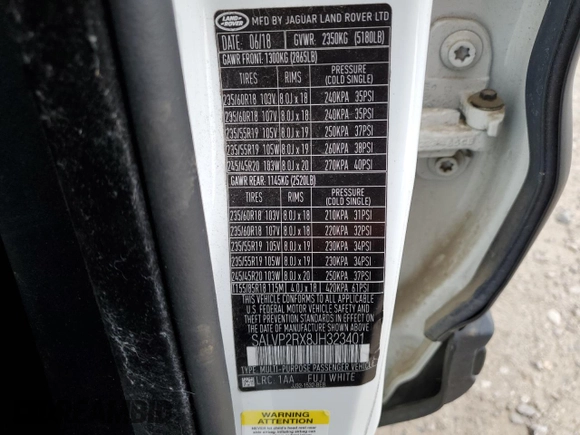 LAND-
ROVER
MFG BY JAGUAR LAND ROVER LTD
DATE: 06/18 GVWR: 2350KG (5180LB)
GAWR FRONT: 1300KG (2865LB)
TIRES RIMS PRESSURE (COLD SINGLE)
235/60R18 103V 8.0J x 18 240KPA 35PSI
235/60R18 107V 8.0J x 18 240KPA 35PSI
235/55R19 105V 8.0J x 19 250KPA 37PSI
235/55R19 105W 8.0J x 19 260KPA 38PSI
245/45R20 103W 8.0J x 20 270KPA 40PSI
GAWR REAR: 1145KG (2520LB)
TIRES RIMS PRESSURE (COLD SINGLE)
235/60R18 103V 8.0J x 18 210KPA 31PSI
235/60R18 107V 8.0J x 18 220KPA 32PSI
235/55R19 105V 8.0J x 19 230KPA 34PSI
235/55R19 105W 8.0J x 19 230KPA 34PSI
245/45R20 103W 8.0J x 20 250KPA 37PSI
T155/85R18 115M 4.0J x 18 420KPA 61PSI
THIS VEHICLE CONFORMS TO ALL APPLICABLE
U.S. FEDERAL MOTOR VEHICLE SAFETY
AND THEFT PREVENTION STANDARDS IN EFFECT
ON THE DATE OF MANUFACTURE SHOWN ABOVE
SALVP2RX8JH323401
TYPE: MULTI-PURPOSE PASSENGER VEHICLE
LRC 1AA FUJI WHITE
WARNING
ATTENTION